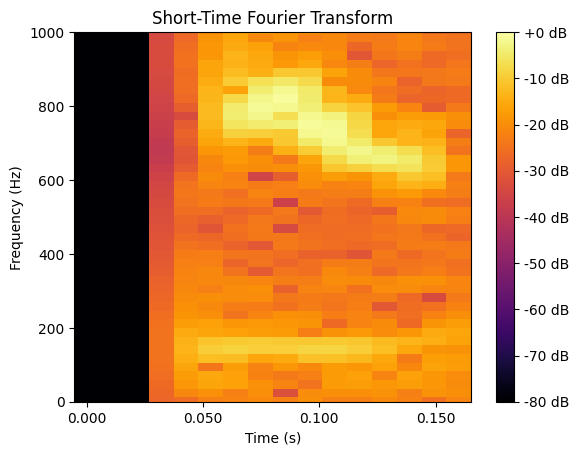 Short-Time Fourier Transform
1000
800
600
400
200
0
Frequency (Hz)
0.000
0.050
0.100
0.150
Time (s)
+0 dB
-10 dB
-20 dB
-30 dB
-40 dB
-50 dB
-60 dB
-70 dB
-80 dB